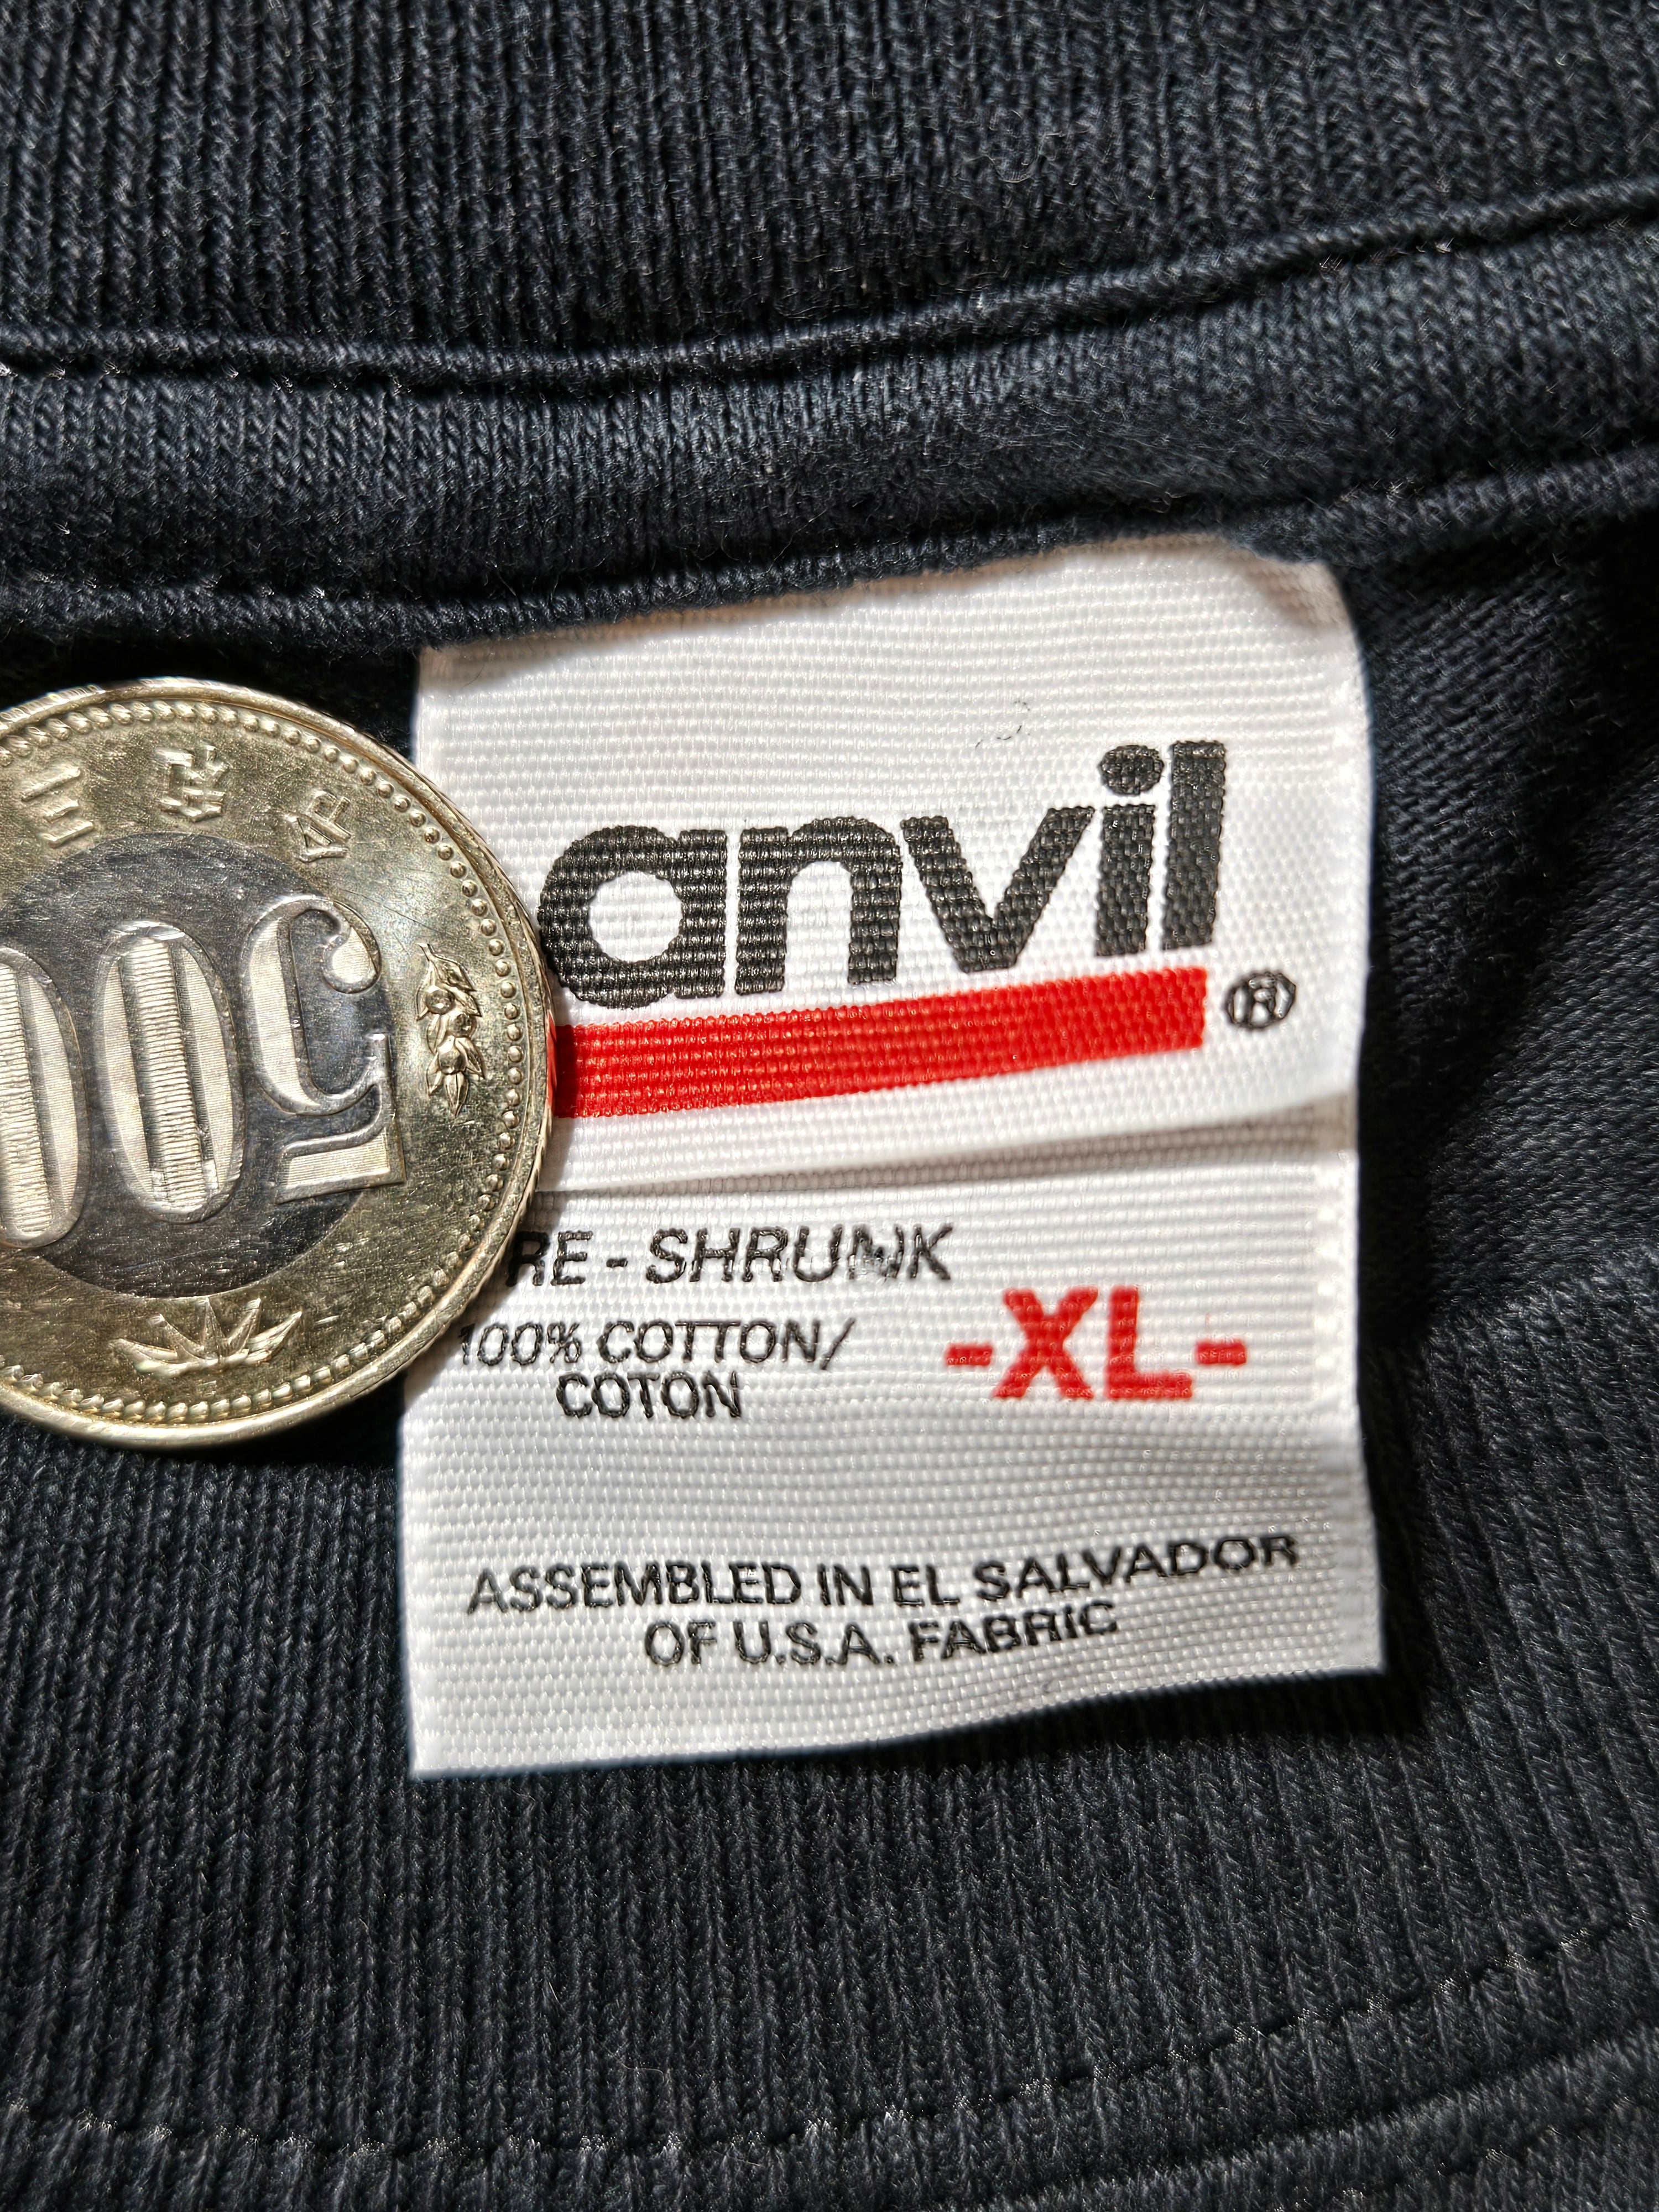 anvil
®
RE-SHRUNK
100% COTTON/
COTON
-XL-
ASSEMBLED IN EL SALVADOR
OF U.S.A. FABRIC
500